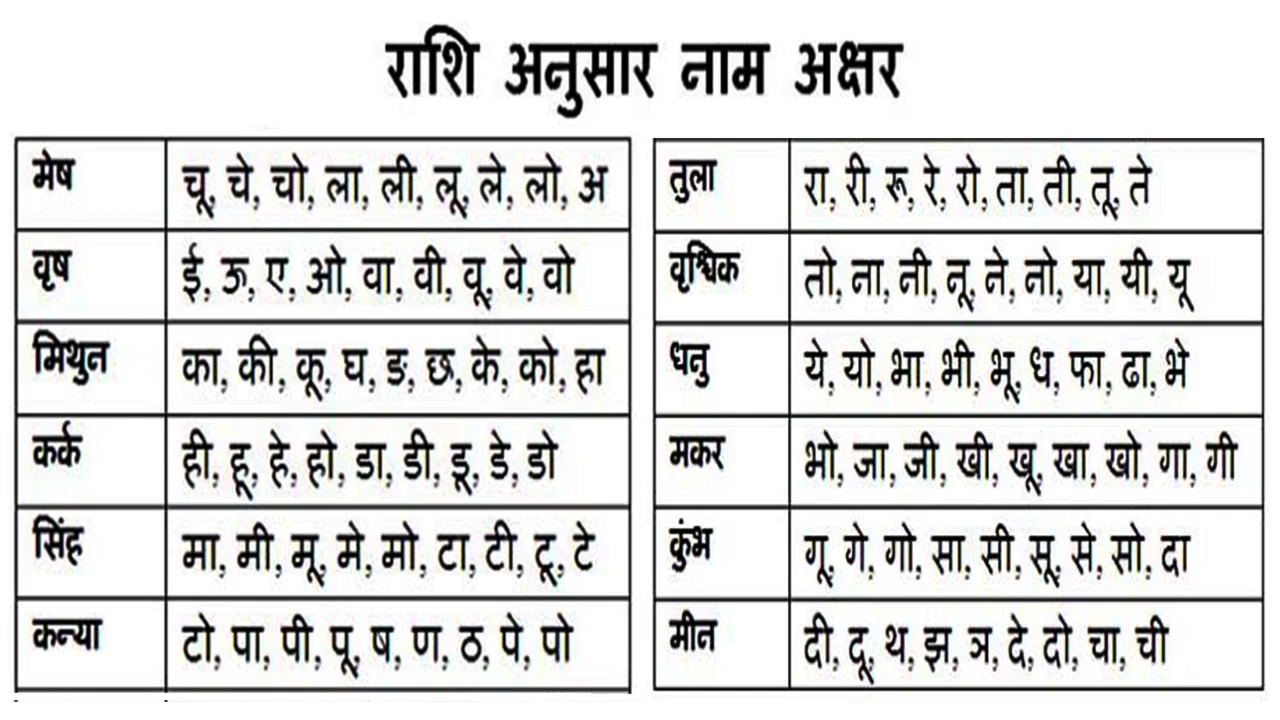 राशि अनुसार नाम अक्षर
मेष चू, चे, चो, ला, ली, लू, ले, लो, अ
वृष ई, ऊ, ए, ओ, वा, वी, वू, वे, वो
मिथुन का, की, कू, घ, ङ, छ, के, को, हा
कर्क ही, हू, हे, हो, डा, डी, डू, डे, डो
सिंह मा, मी, मू, मे, मो, टा, टी, टू, टे
कन्या टो, पा, पी, पू, ष, ण, ठ, पे, पो
तुला रा, री, रू, रे, रो, ता, ती, तू, ते
वृश्चिक तो, ना, नी, नू, ने, नो, या, यी, यू
धनु ये, यो, भा, भी, भू, ध, फा, ढा, भे
मकर भो, जा, जी, खी, खू, खा, खो, गा, गी
कुंभ गू, गे, गो, सा, सी, सू, से, सो, दा
मीन दी, दू, थ, झ, ञ, दे, दो, चा, ची